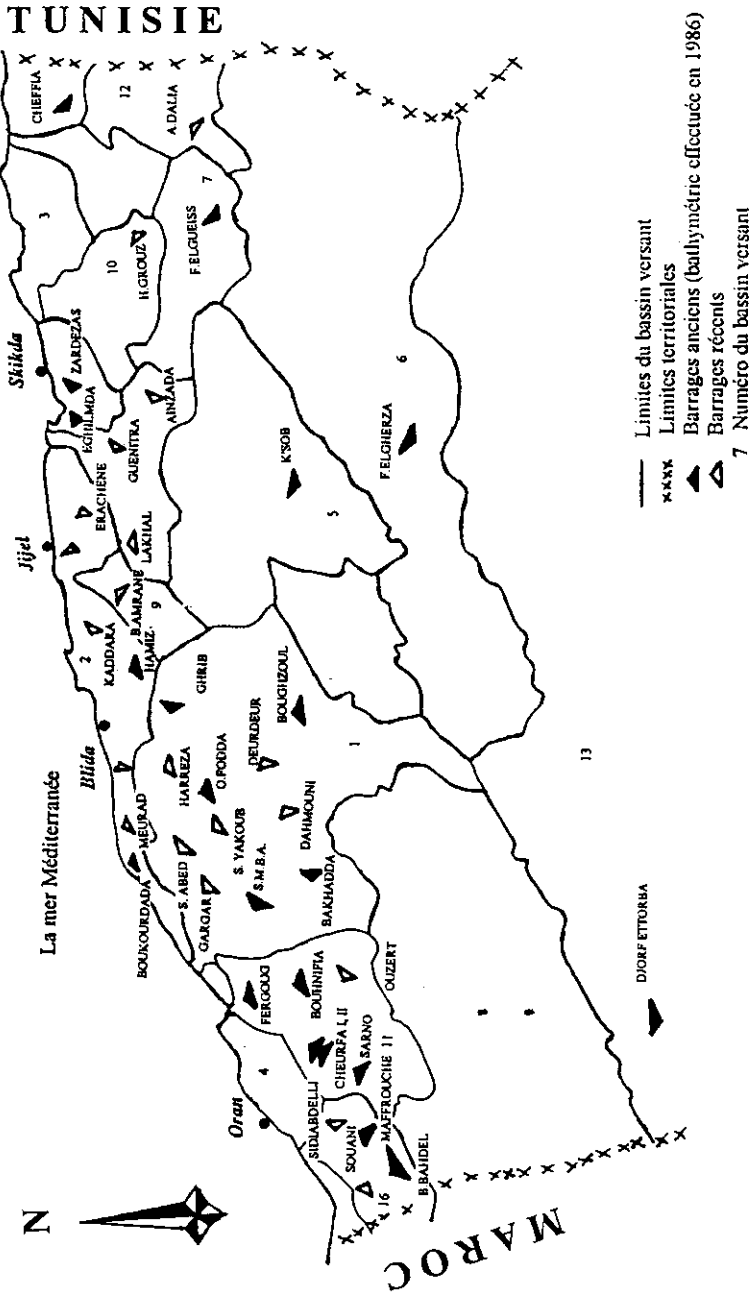 N
La mer Méditerranée
TUNISIE
MAROC
Oran
Blida
Jijel
Skikda
CHEFFIA
12
A.DALIA
3
10
H.GROUZ
7
F.ELGUEISS
ZARDEZAS
GUENITRA
AINZADA
ERACHENE
LAKHAL
2
KADDARA
B.AMRANE
HAMIZ
9
K'SOB
5
6
F.ELGHERZA
BOUKOURDADA
MEURAD
GHRIB
HARREZA
O.FODDA
DEURDEUR
BOUGHZOUL
1
S. ABED
GARGAR
S. YAKOUB
S.M.B.A.
DAHMOUNI
BAKHADDA
FERGOUG
BOUHNIFIA
OUZERT
CHEURFA I, II
SARNO
4
11
SIDIABDELLI
SOUANI
MAFFROUCHE
B.BAHDEL
16
13
DJORF ETTORBA
Limites du bassin versant
xxxx Limites territoriales
Barrages anciens (bathymétric effectuée en 1986)
Barrages récents
7 Numéro du bassin versant